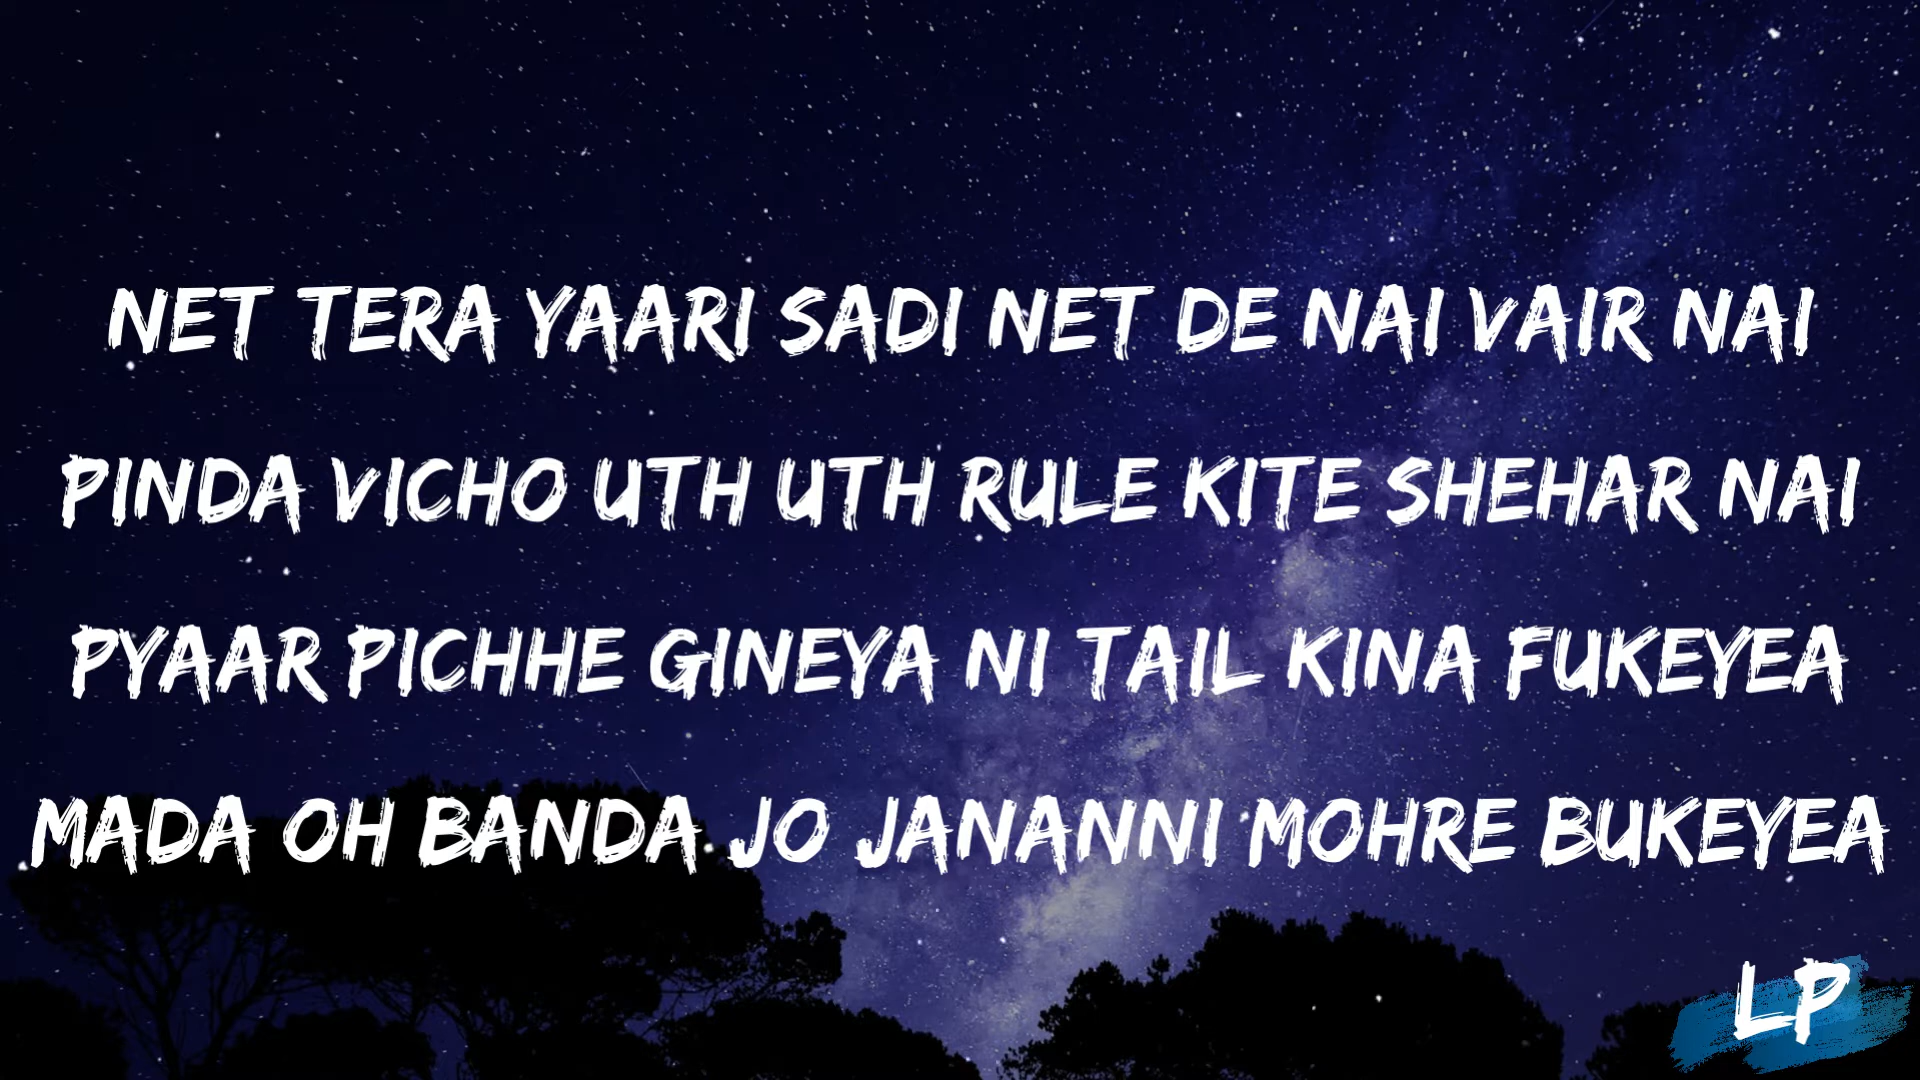 NET TERA YAARI SADI NET DE NAI VAIR NAI
PINDA VICHO UTH UTH RULE KITE SHEHAR NAI
PYAAR PICHHE GINEYA NI TAIL KINA FUKEYEA
MADA OH BANDA JO JANANNI MOHRE BUKEYEA
LP